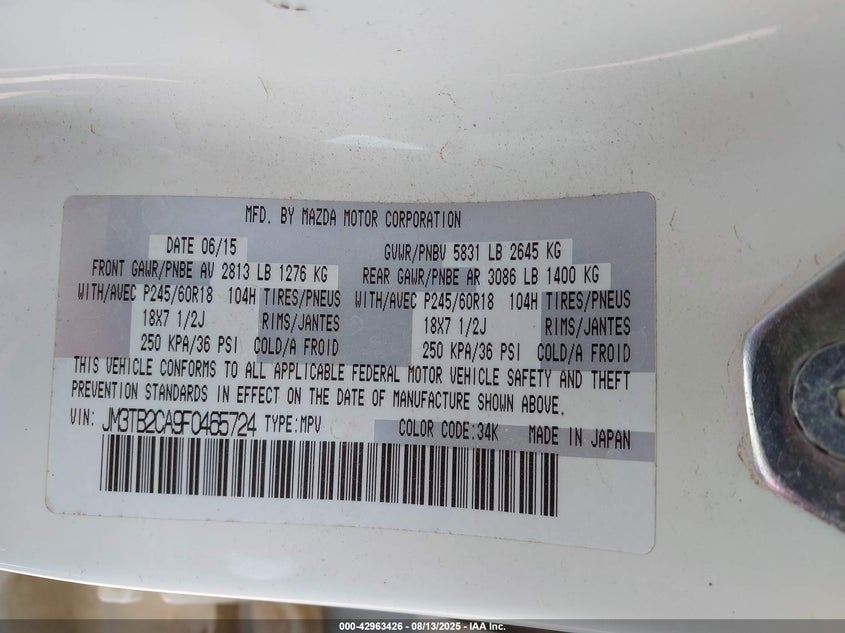 MFD. BY MAZDA MOTOR CORPORATION
DATE 06/15 GVWR/PNBV 5831 LB 2645 KG
FRONT GAWR/PNBE AV 2813 LB 1276 KG REAR GAWR/PNBE AR 3086 LB 1400 KG
WITH/AVEC P245/60R18 104H TIRES/PNEUS WITH/AVEC P245/60R18 104H TIRES/PNEUS
18X7 1/2J RIMS/JANTES 18X7 1/2J RIMS/JANTES
250 KPA/36 PSI COLD/A FROID 250 KPA/36 PSI COLD/A FROID
THIS VEHICLE CONFORMS TO ALL APPLICABLE FEDERAL MOTOR VEHICLE SAFETY AND THEFT
PREVENTION STANDARDS IN EFFECT ON THE DATE OF MANUFACTURE SHOWN ABOVE.
VIN: JM3TB2CA9F0465724 TYPE:MPV COLOR CODE:34K MADE IN JAPAN
000-42963426 - 08/13/2025 - IAA Inc.